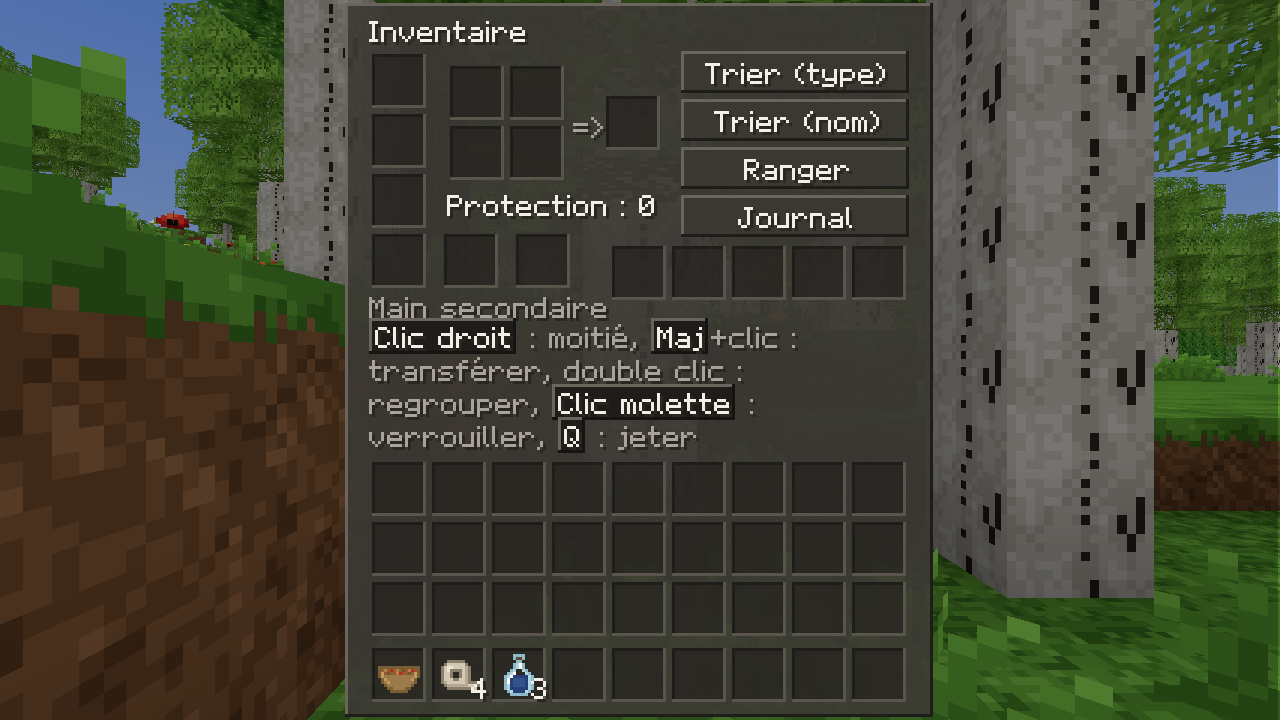 Inventaire
Trier (type)
Trier (nom)
=>
Ranger
Protection : 0
Journal
Main secondaire
Clic droit : moitié, Maj+clic :
transférer, double clic :
regrouper, Clic molette :
verrouiller, Q : jeter
4
3